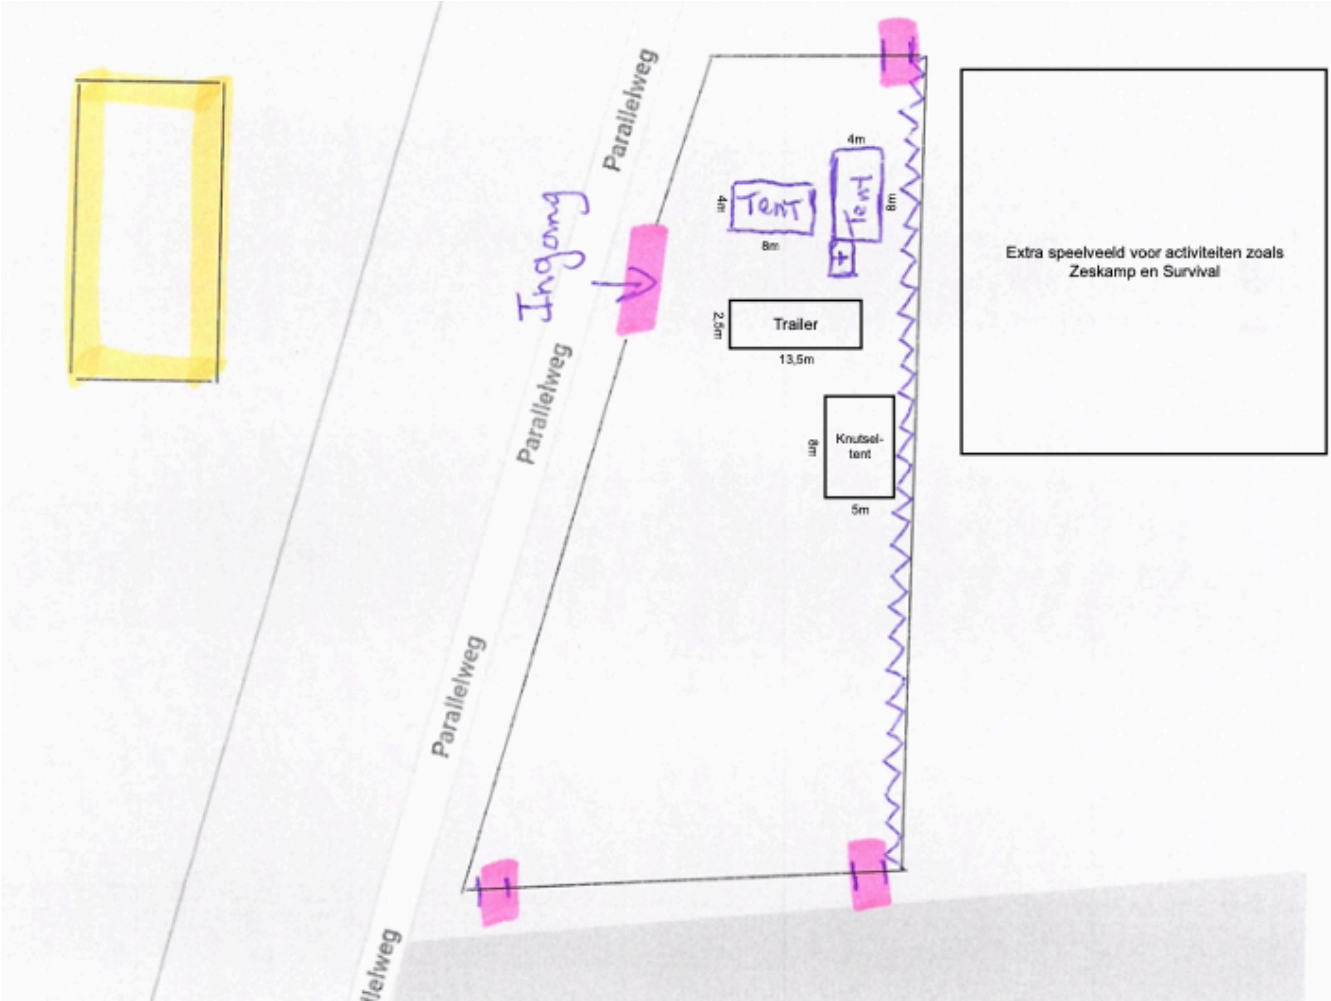 Parallelweg
4m
Tent
8m
4m
Tent
8m
+
Ingang
Extra speelveeld voor activiteiten zoals
Zeskamp en Survival
2,5m
Trailer
13,5m
Parallelweg
8m
Knutsel-
tent
5m
Parallelweg
llelweg